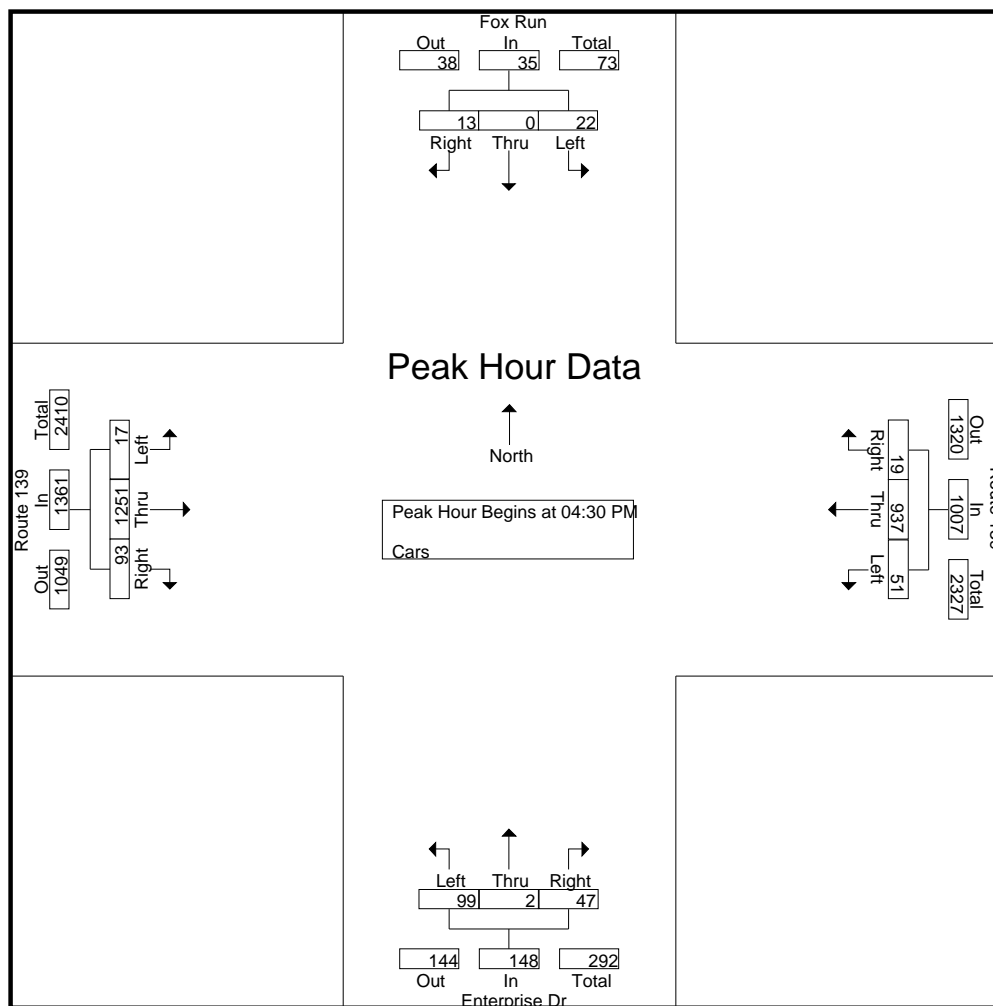 Fox Run
Out In Total
38 35 73
13 0 22
Right Thru Left
Peak Hour Data
North
Peak Hour Begins at 04:30 PM
Cars
Route 139
Out In Total
1049 1361 2410
93 1251 17
Right Thru Left
Out In Total
1320 1007 2327
19 937 51
Right Thru Left
Left Thru Right
99 2 47
144 148 292
Out In Total
Enterprise Dr